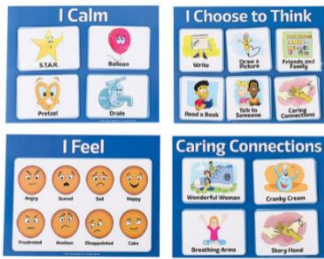 I Calm
S.T.A.R.
Balloon
Pretzel
Drain
I Choose to Think
Write
Draw a
Picture
Friends and
Family
Read a Book
Talk to
Someone
Caring
Connections
I Feel
Angry
Scared
Sad
Happy
Frustrated
Anxious
Disappointed
Calm
Caring Connections
Wonderful Woman
Cranky Cream
Breathing Arms
Story Hand